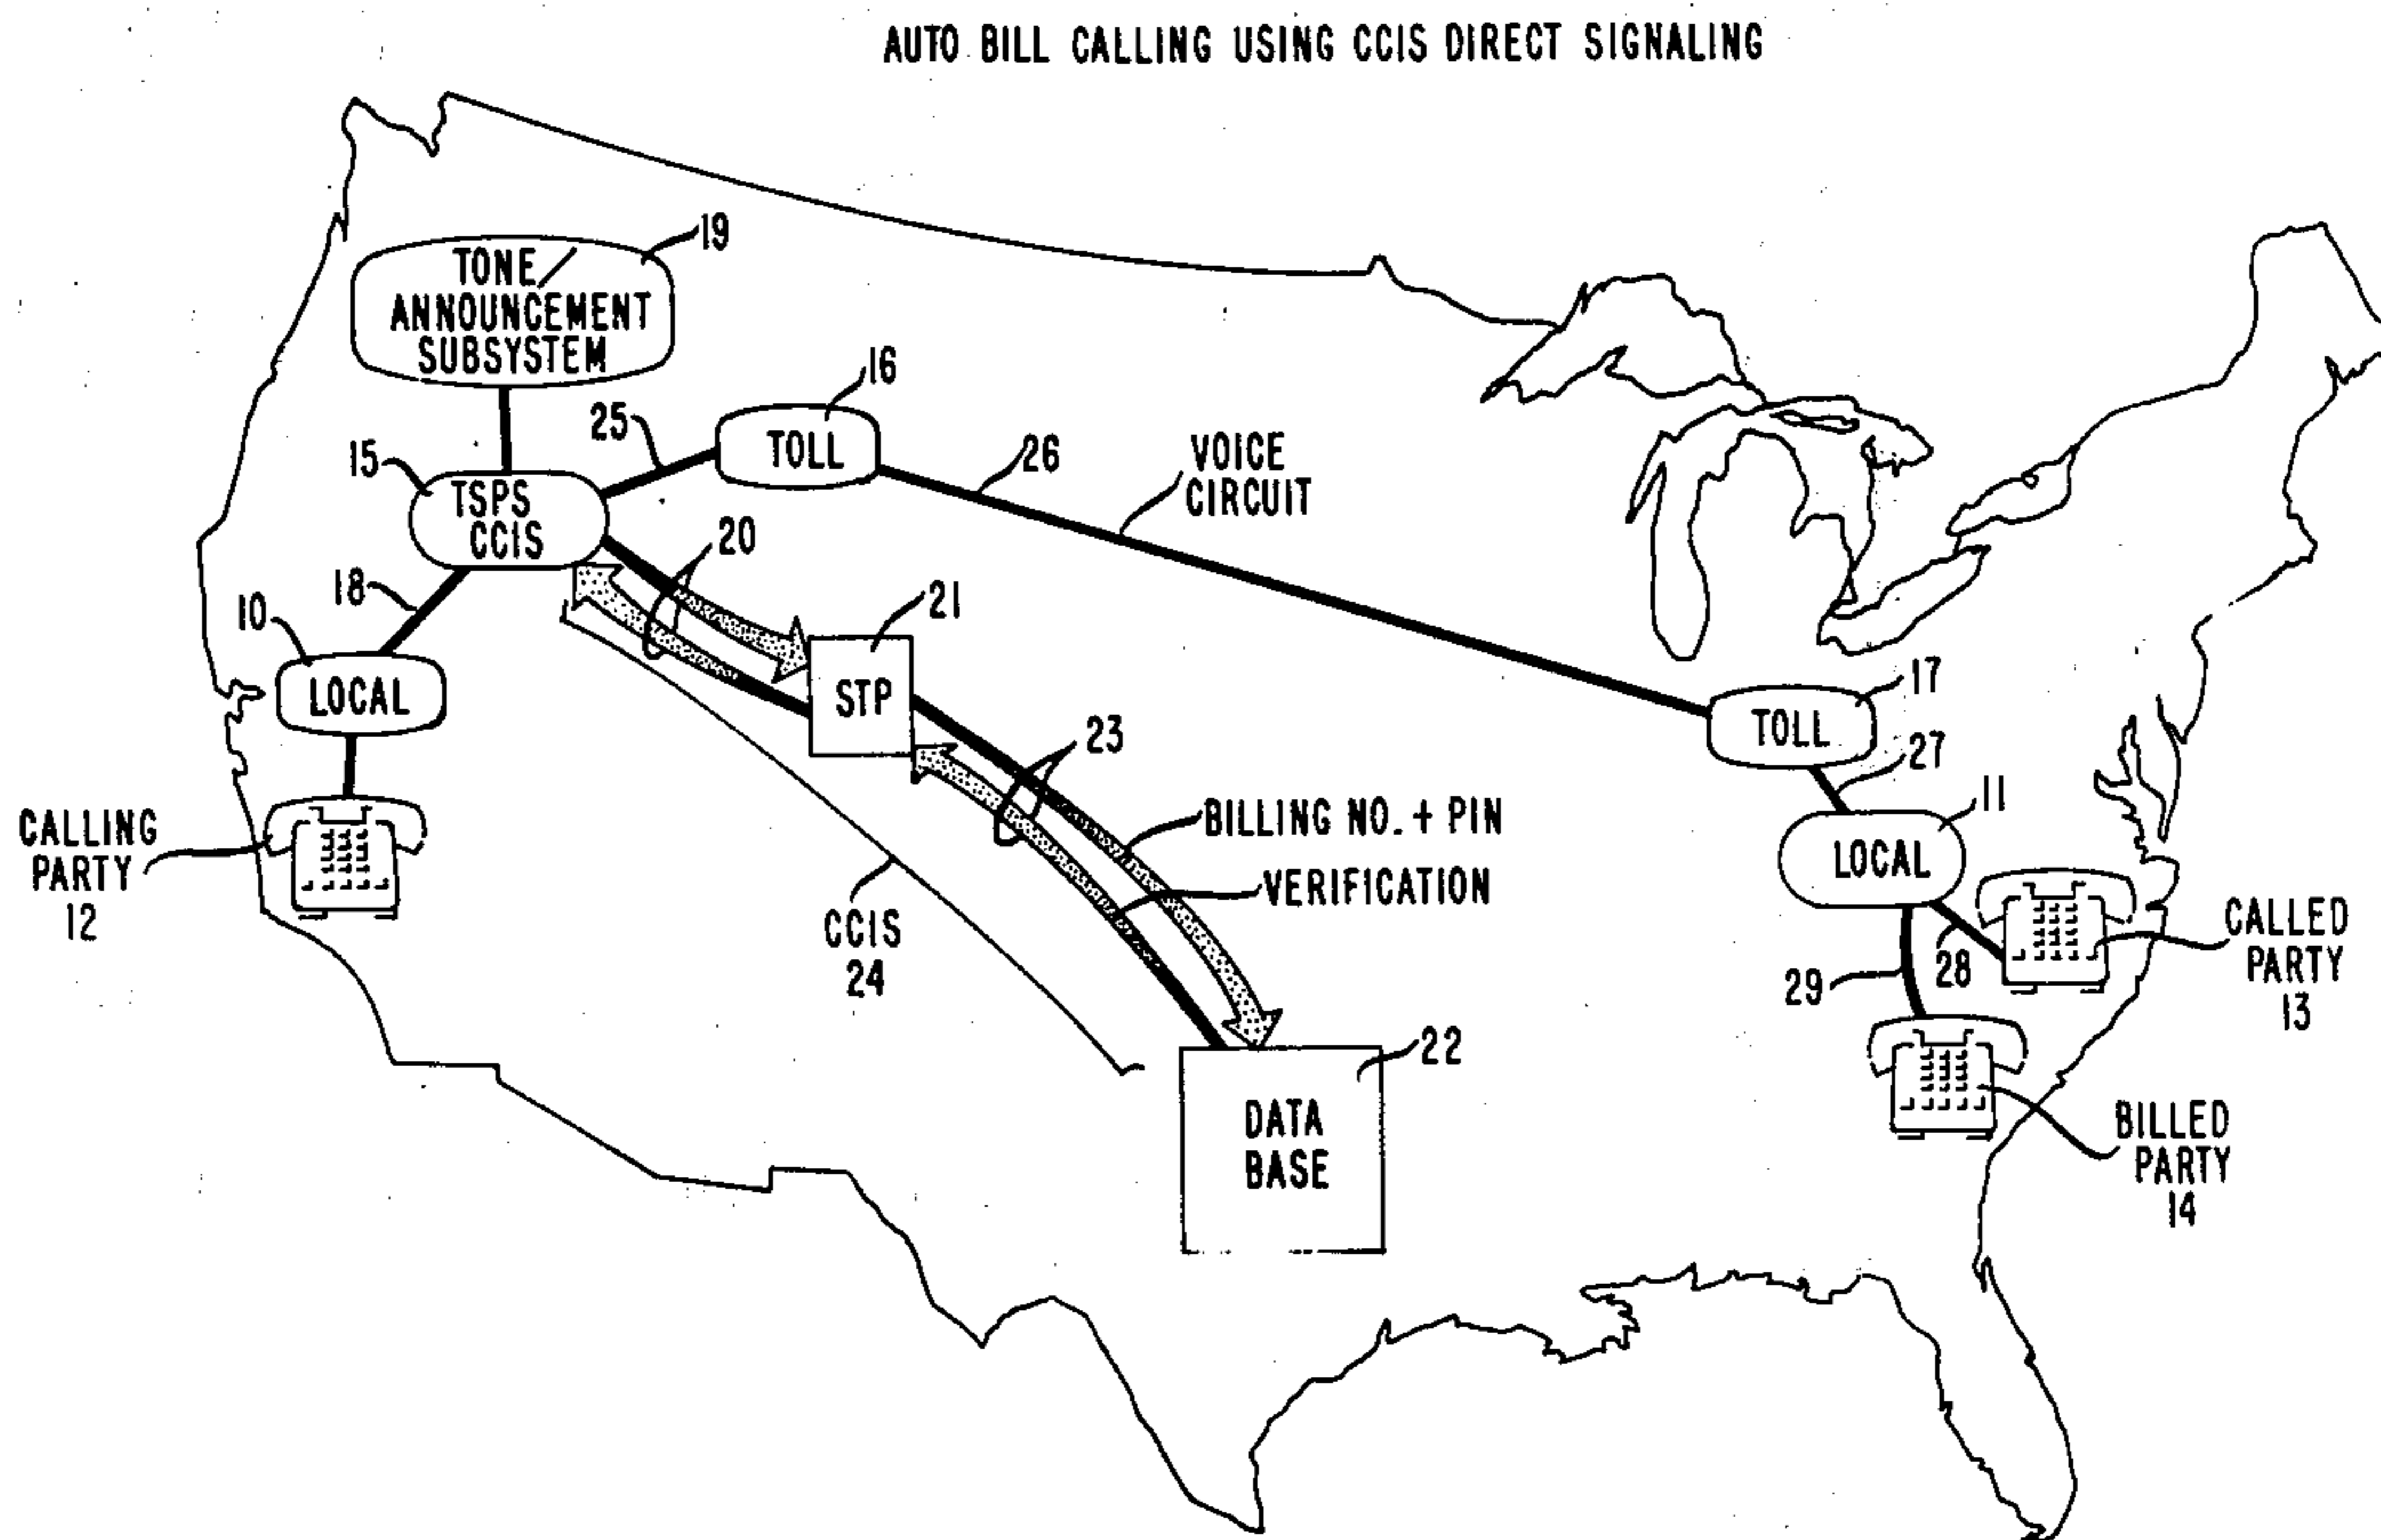 AUTO BILL CALLING USING CCIS DIRECT SIGNALING
19
TONE/
ANNOUNCEMENT
SUBSYSTEM
16
25
TOLL
26
VOICE
CIRCUIT
15
TSPS
CCIS
20
18
10
21
LOCAL
STP
17
TOLL
23
27
CALLING
PARTY
12
BILLING NO. + PIN
VERIFICATION
11
LOCAL
CCIS
24
28
29
CALLED
PARTY
13
22
DATA
BASE
BILLED
PARTY
14